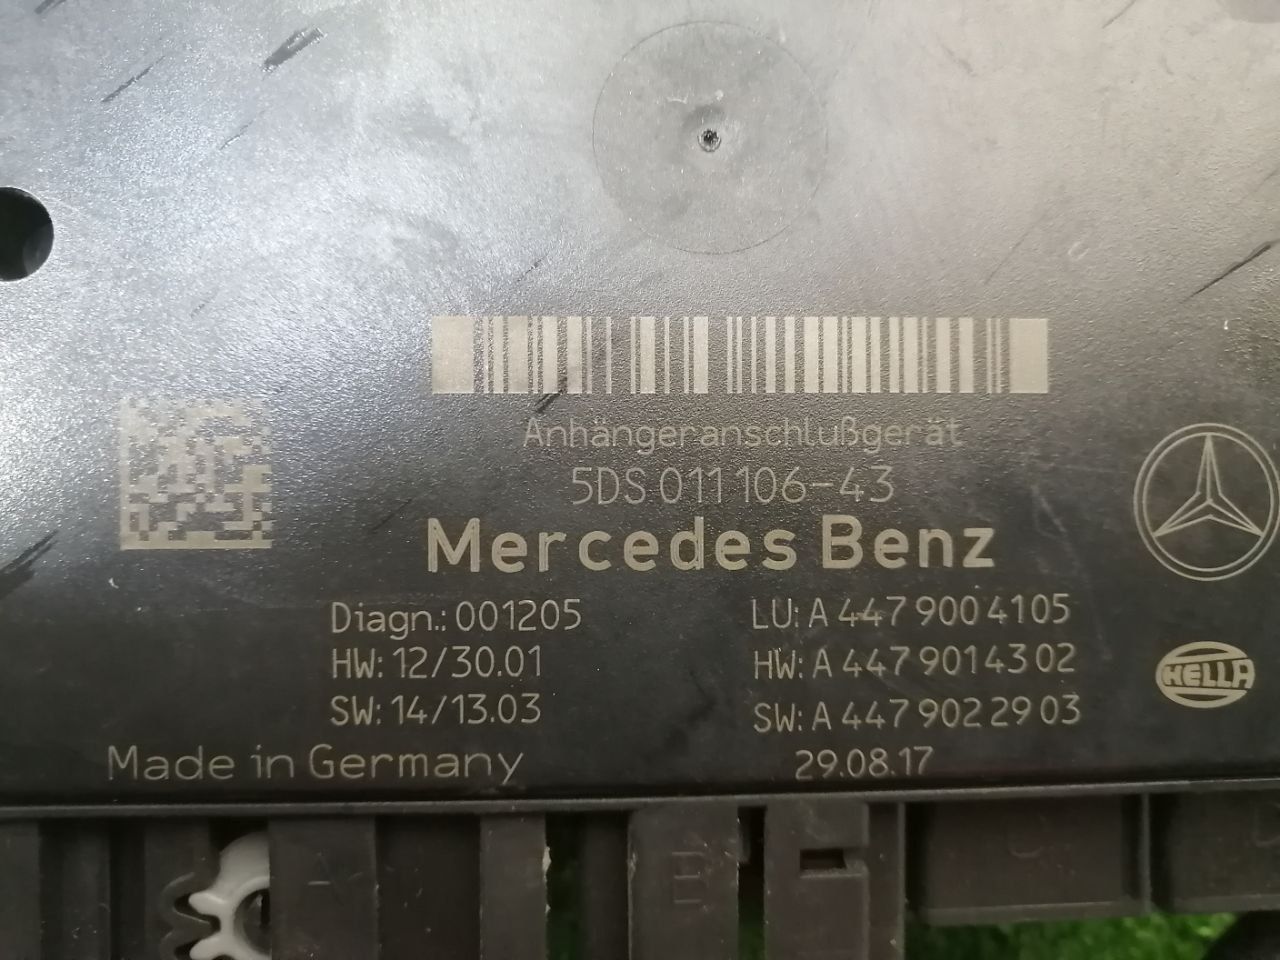 Anhängeranschlußgerät
5DS 011 106-43
Mercedes Benz
Diagn.: 001205
HW: 12/30.01
SW: 14/13.03
LU: A 447 900 41 05
HW: A 447 901 43 02
SW: A 447 902 29 03
29.08.17
Made in Germany
HELLA
A
B
C